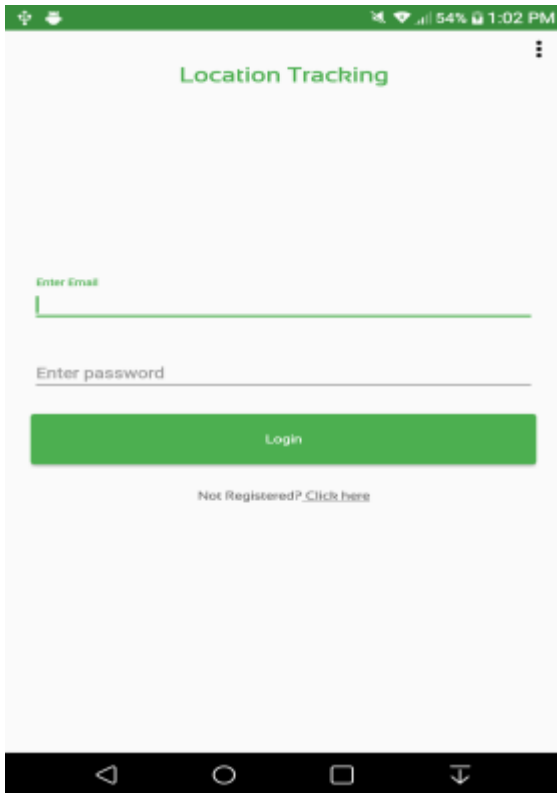 54% 1:02 PM
Location Tracking
Enter Email
Enter password
Login
Not Registered? Click here